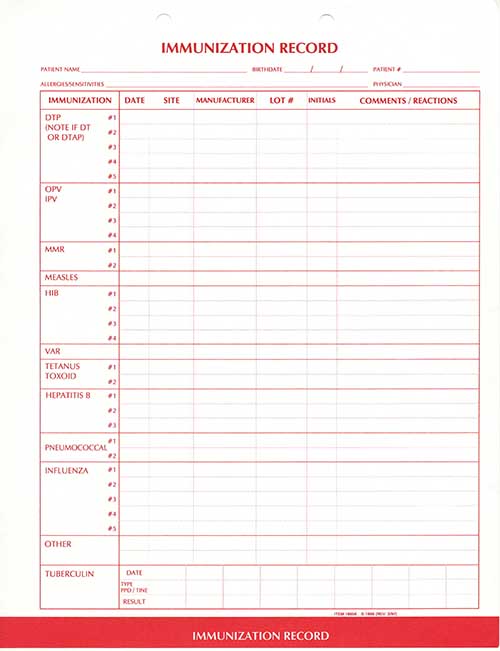 IMMUNIZATION RECORD
PATIENT NAME BIRTHDATE / / PATIENT #
ALLERGIES/SENSITIVITIES PHYSICIAN
IMMUNIZATION DATE SITE MANUFACTURER LOT # INITIALS COMMENTS / REACTIONS
DTP #1
(NOTE IF DT #2
OR DTAP)
#3
#4
#5
OPV #1
IPV #2
#3
#4
MMR #1
#2
MEASLES
HIB #1
#2
#3
#4
VAR
TETANUS #1
TOXOID #2
HEPATITIS B #1
#2
#3
#1
PNEUMOCOCCAL
#2
INFLUENZA #1
#2
#3
#4
#5
OTHER
TUBERCULIN DATE
TYPE
PPD / TINE
RESULT
IMMUNIZATION RECORD